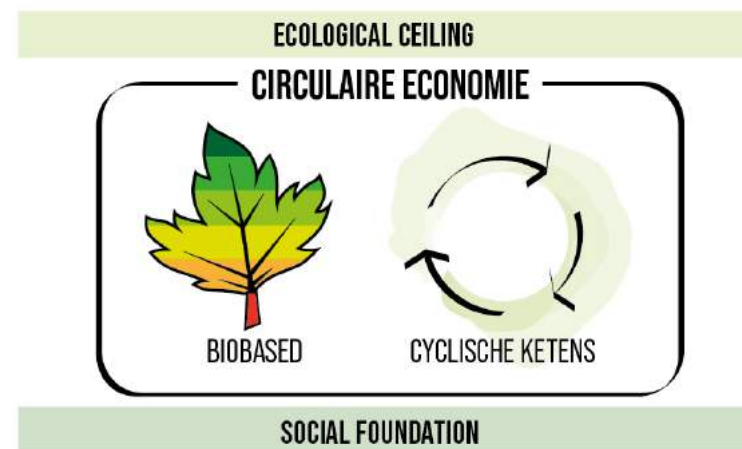 ECOLOGICAL CEILING
CIRCULAIRE ECONOMIE
BIOBASED
CYCLISCHE KETENS
SOCIAL FOUNDATION